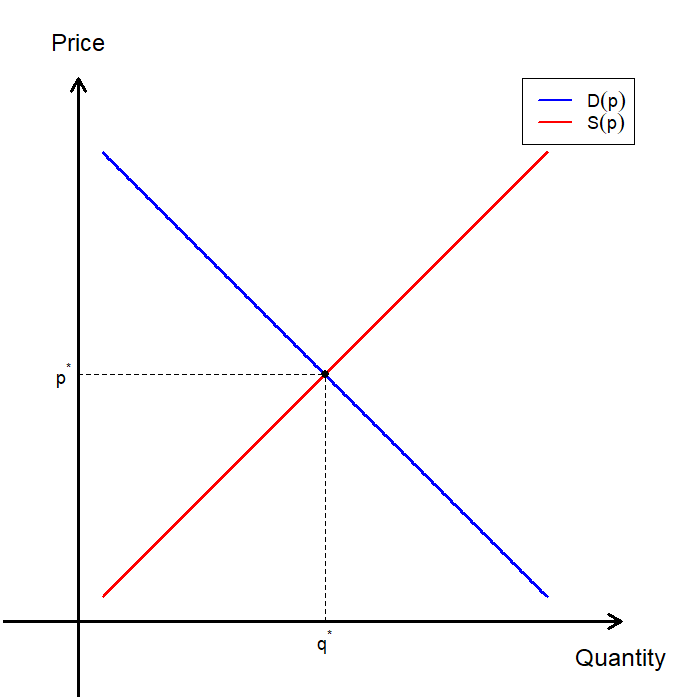 Price
D(p)
S(p)
p*
q*
Quantity